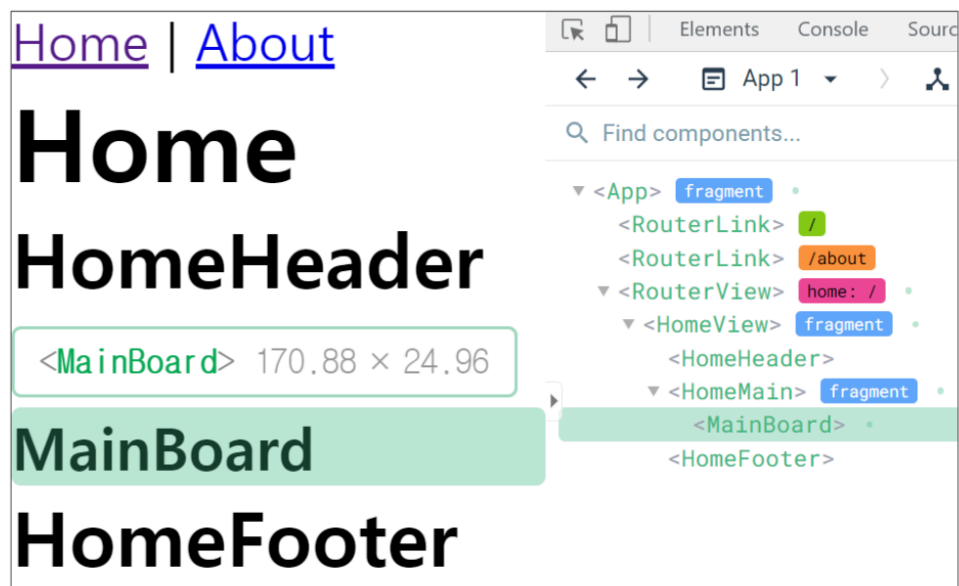 Home | About
Home
HomeHeader
<MainBoard> 170.88 × 24.96
MainBoard
HomeFooter
Elements Console Sourc
App 1
Find components...
<App> fragment
<RouterLink> /
<RouterLink> /about
<RouterView> home: /
<HomeView> fragment
<HomeHeader>
<HomeMain> fragment
<MainBoard>
<HomeFooter>